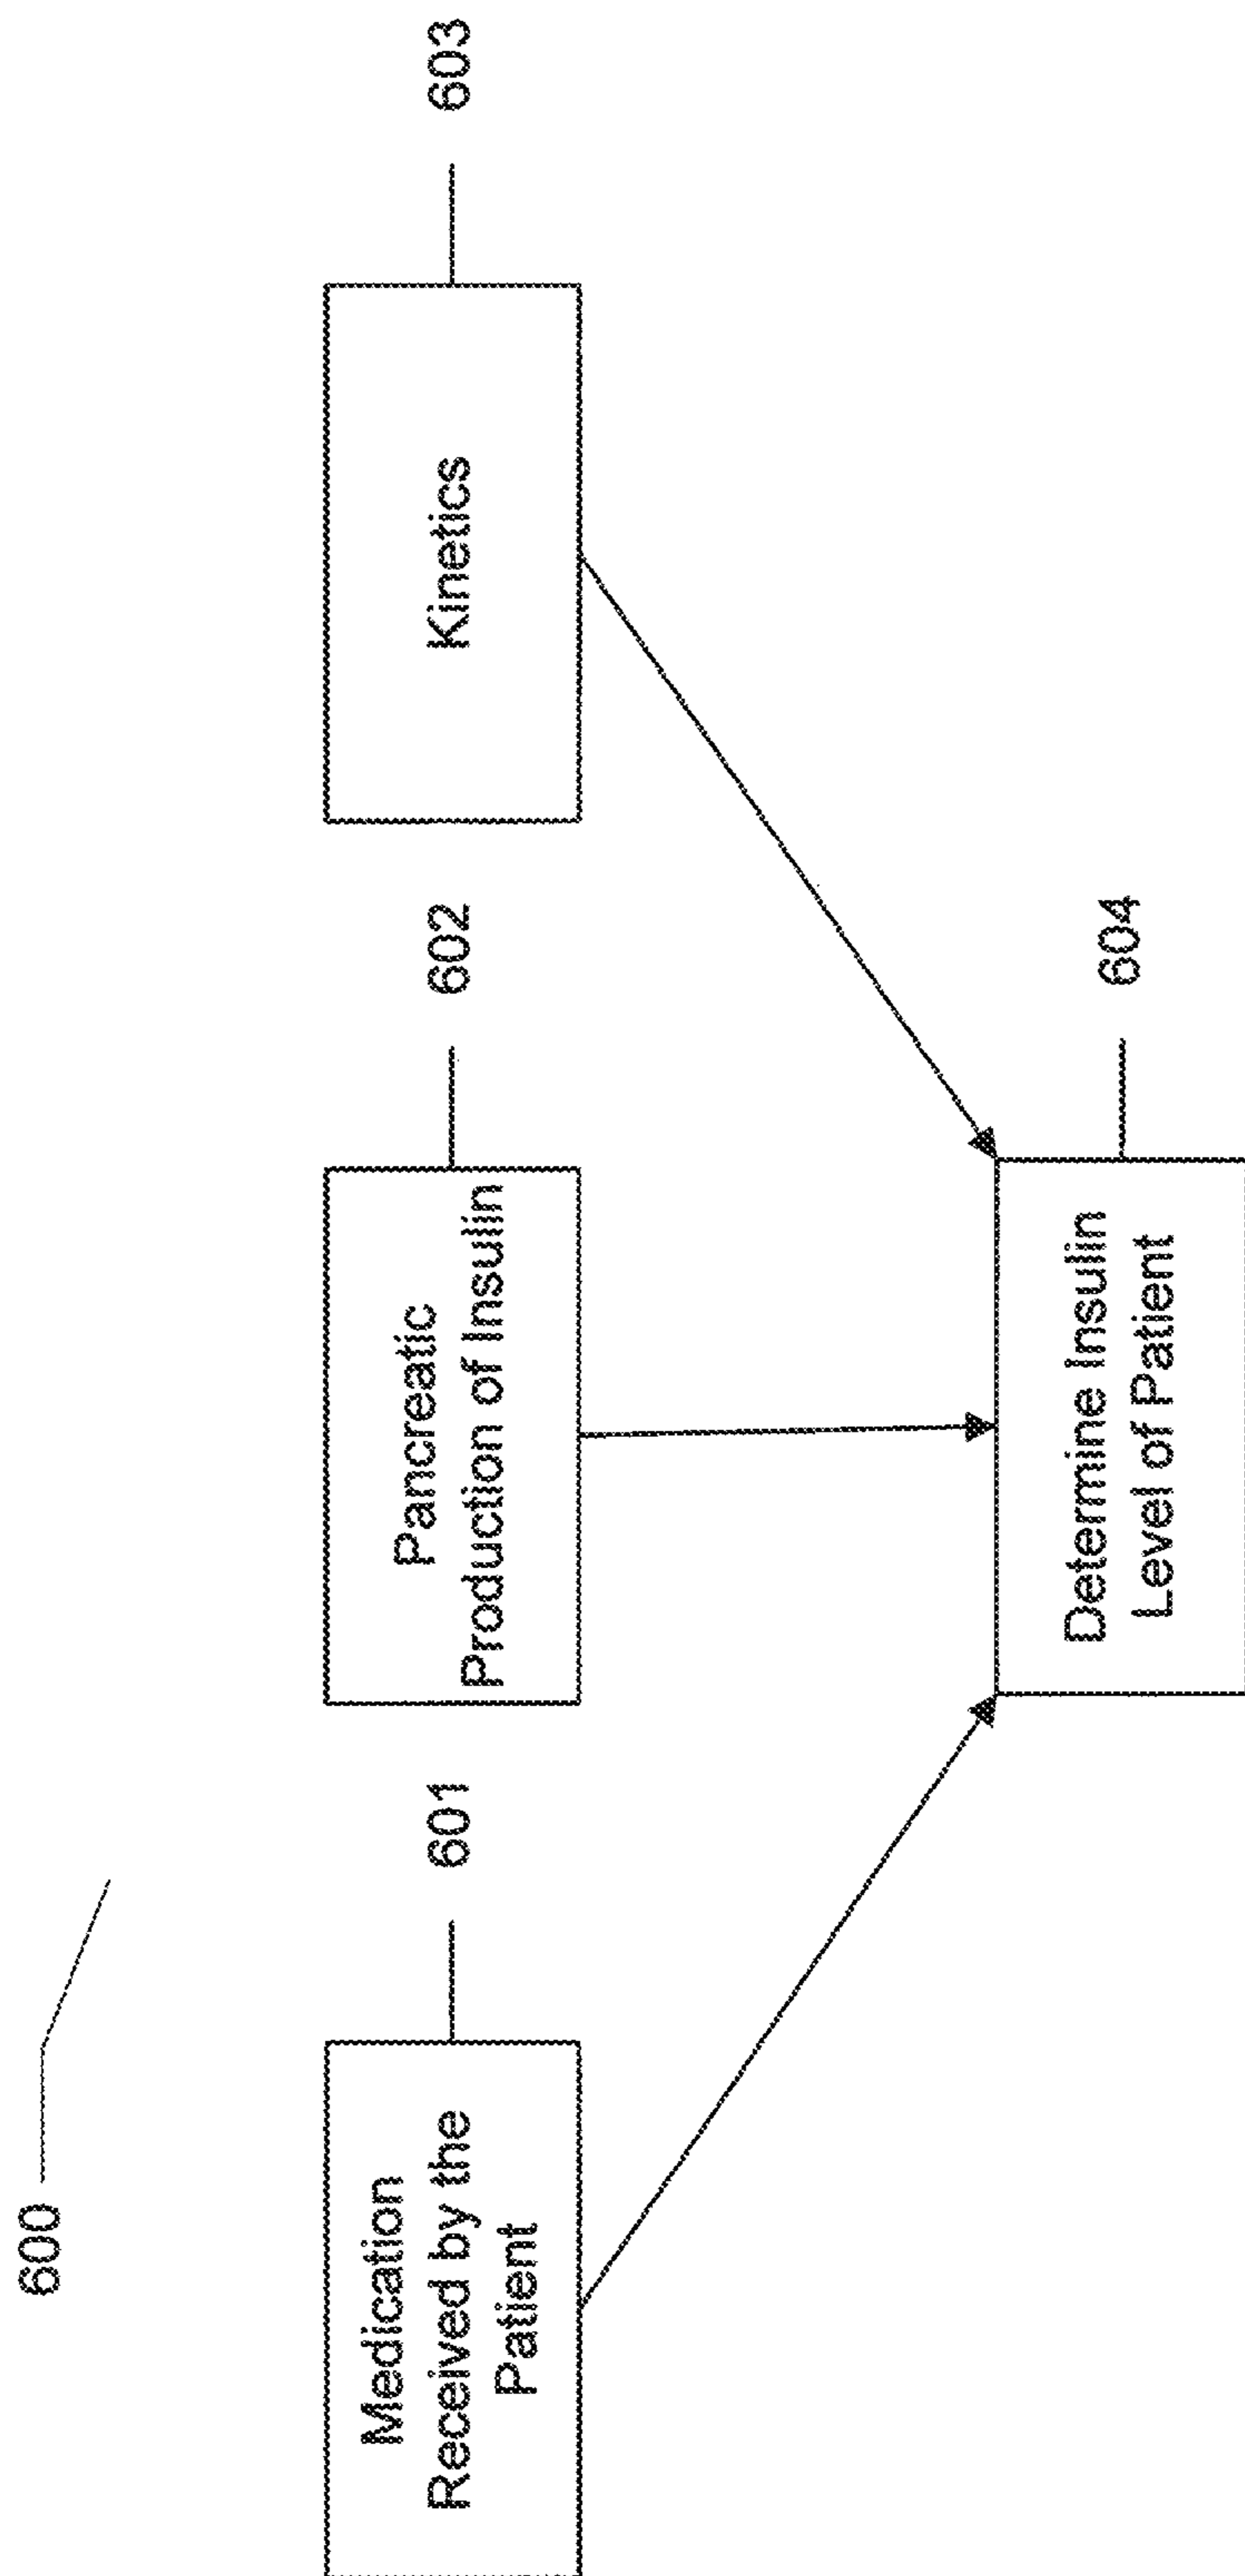 600
Medication
Received by the
Patient
601
Pancreatic
Production of Insulin
602
Kinetics
603
Determine Insulin
Level of Patient
604